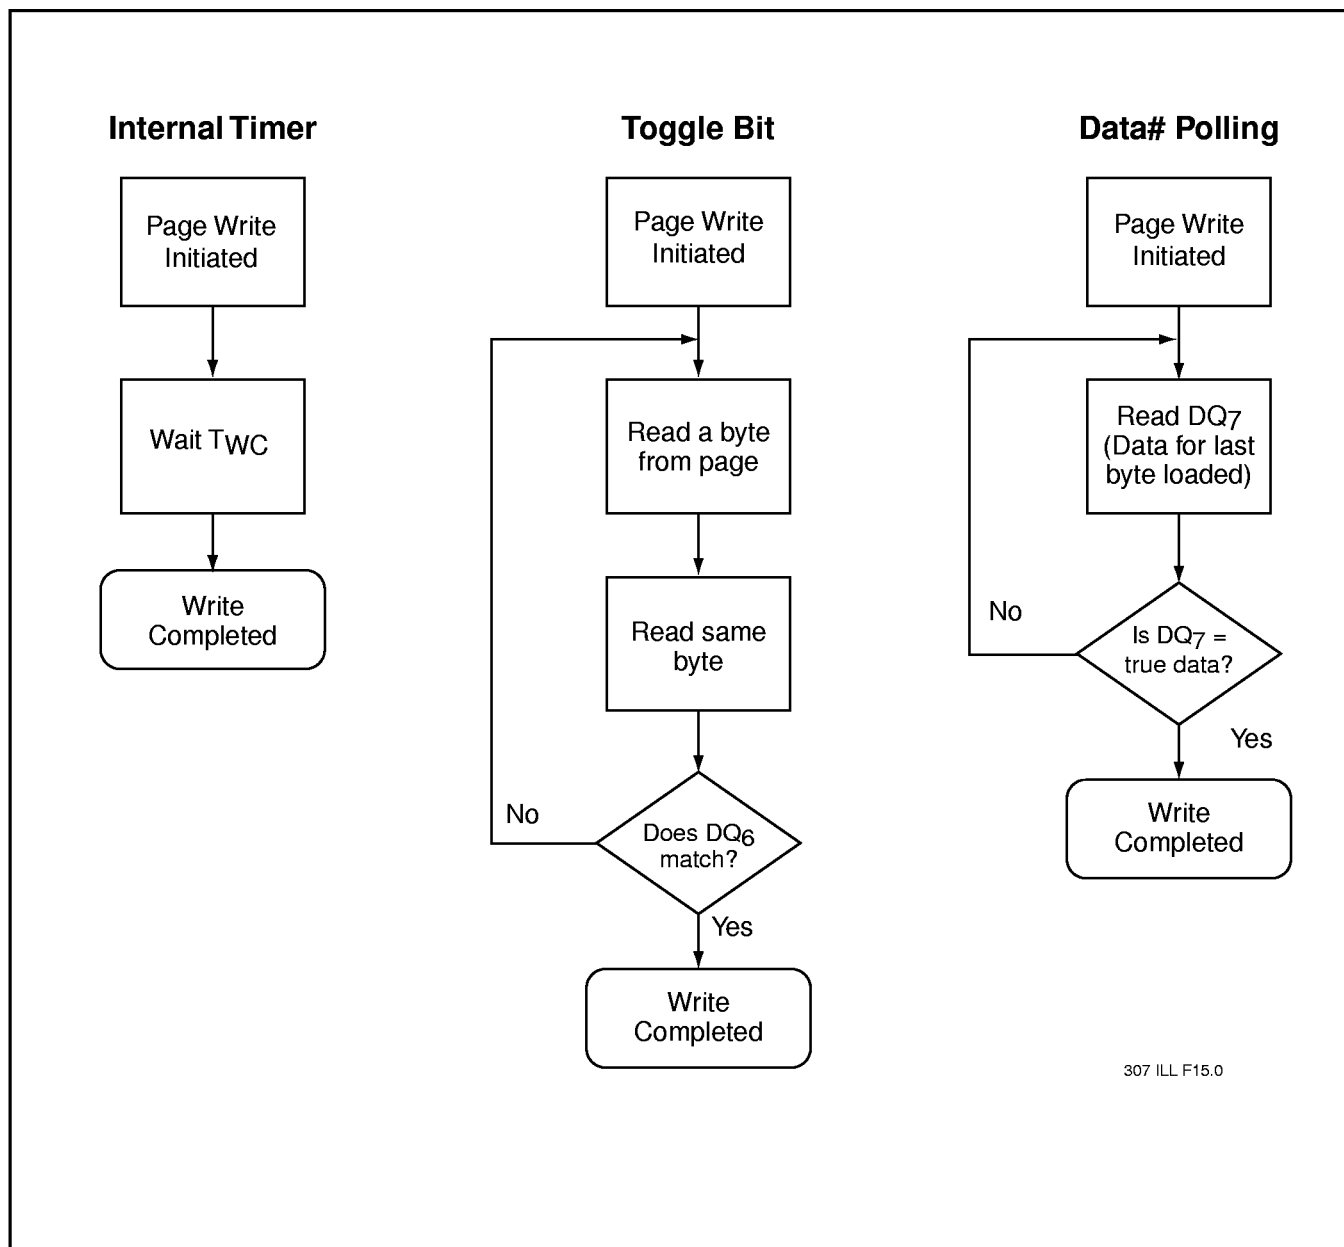 Internal Timer
Page Write
Initiated
Wait TWC
Write
Completed
Toggle Bit
Page Write
Initiated
Read a byte
from page
Read same
byte
No
Does DQ6
match?
Yes
Write
Completed
Data# Polling
Page Write
Initiated
Read DQ7
(Data for last
byte loaded)
No
Is DQ7 =
true data?
Yes
Write
Completed
307 ILL F15.0